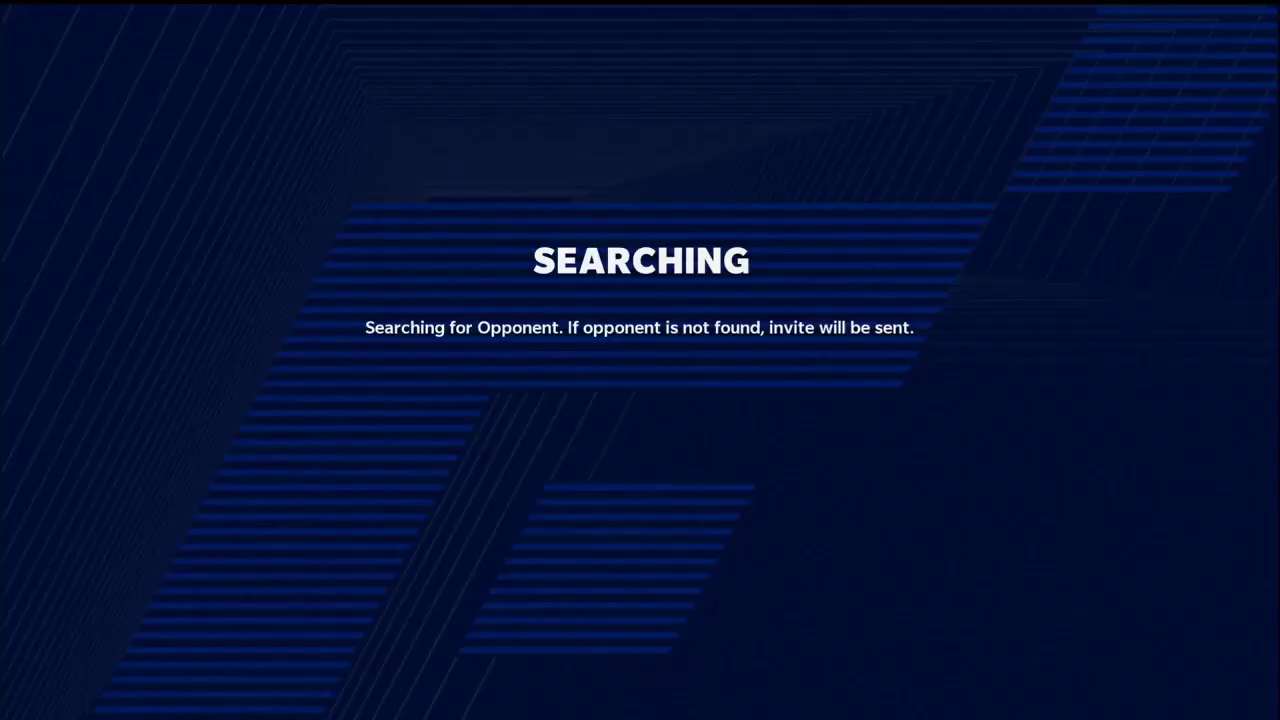 SEARCHING
Searching for Opponent. If opponent is not found, invite will be sent.